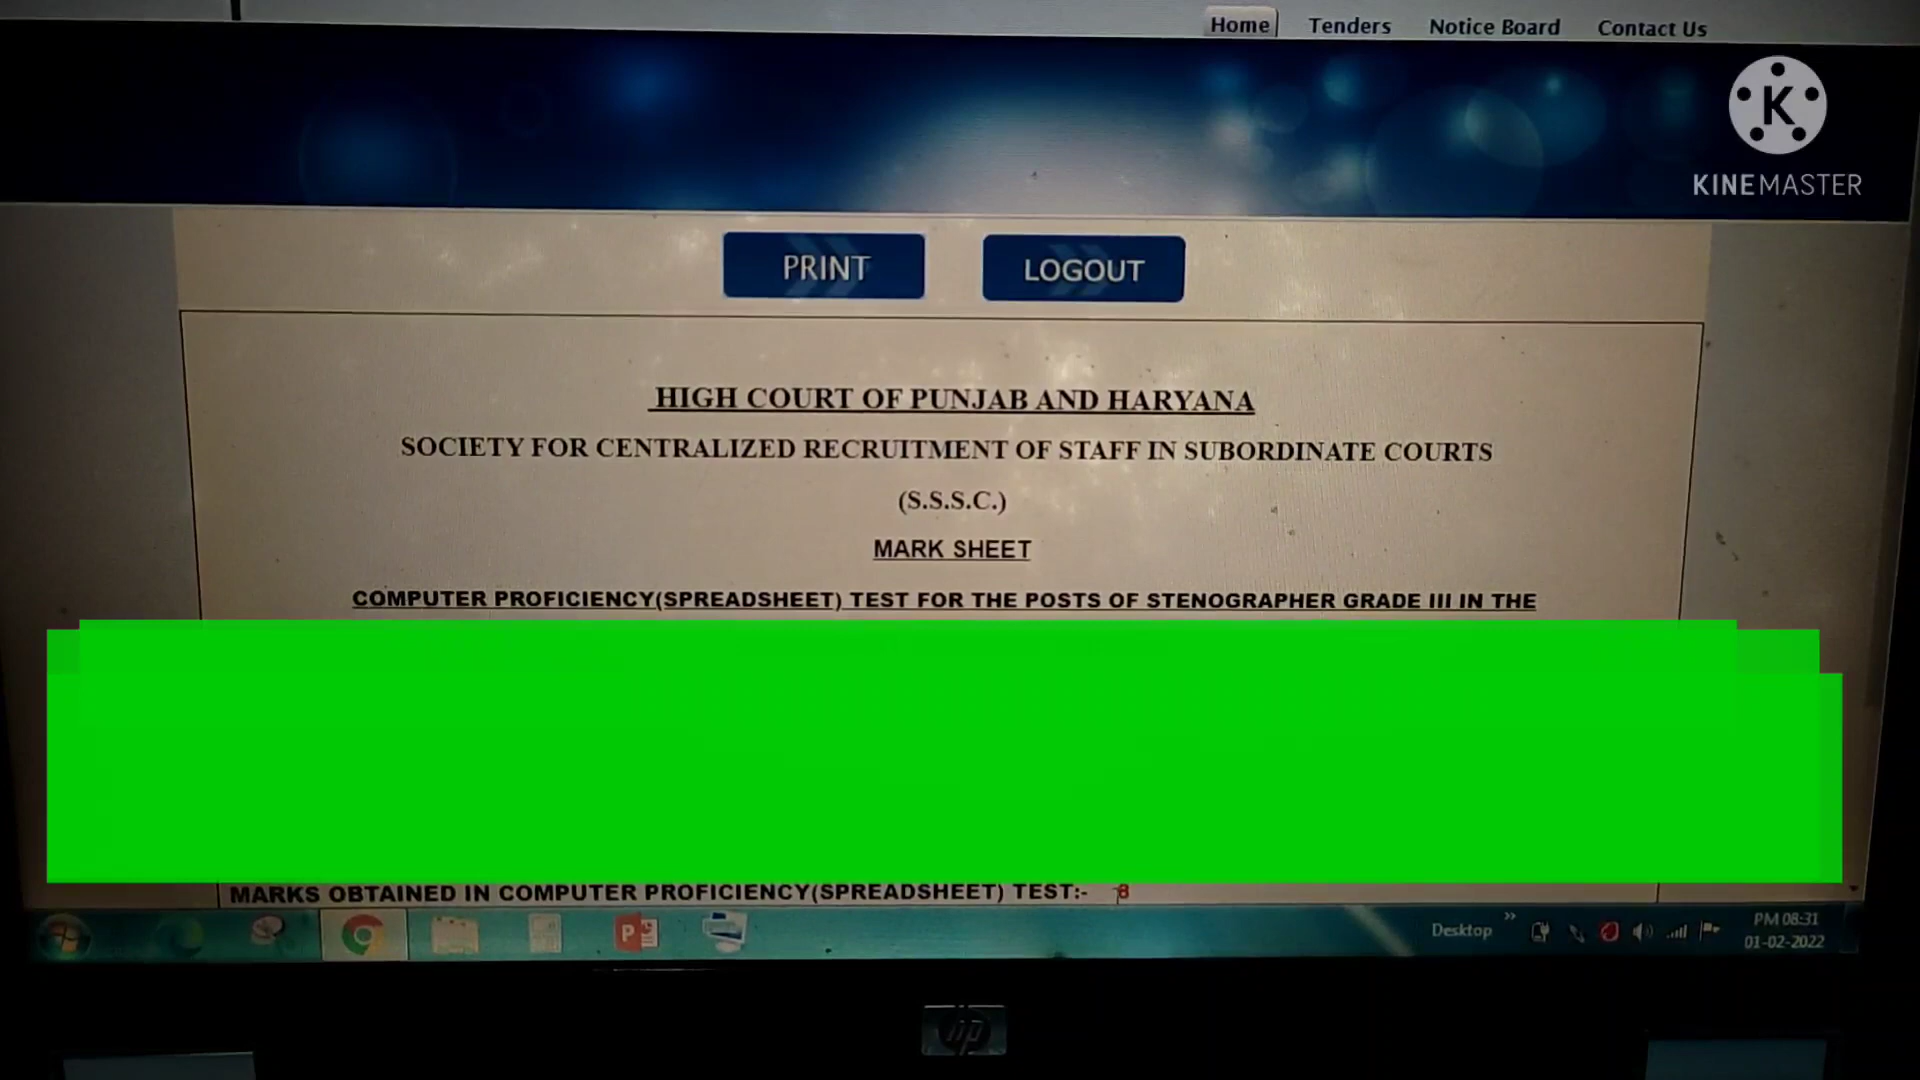 Home Tenders Notice Board Contact Us
K
KINEMASTER
PRINT LOGOUT
HIGH COURT OF PUNJAB AND HARYANA
SOCIETY FOR CENTRALIZED RECRUITMENT OF STAFF IN SUBORDINATE COURTS
(S.S.S.C.)
MARK SHEET
COMPUTER PROFICIENCY(SPREADSHEET) TEST FOR THE POSTS OF STENOGRAPHER GRADE III IN THE
MARKS OBTAINED IN COMPUTER PROFICIENCY(SPREADSHEET) TEST:- 8
P
Desktop » PM 08:31
01-02-2022
hp